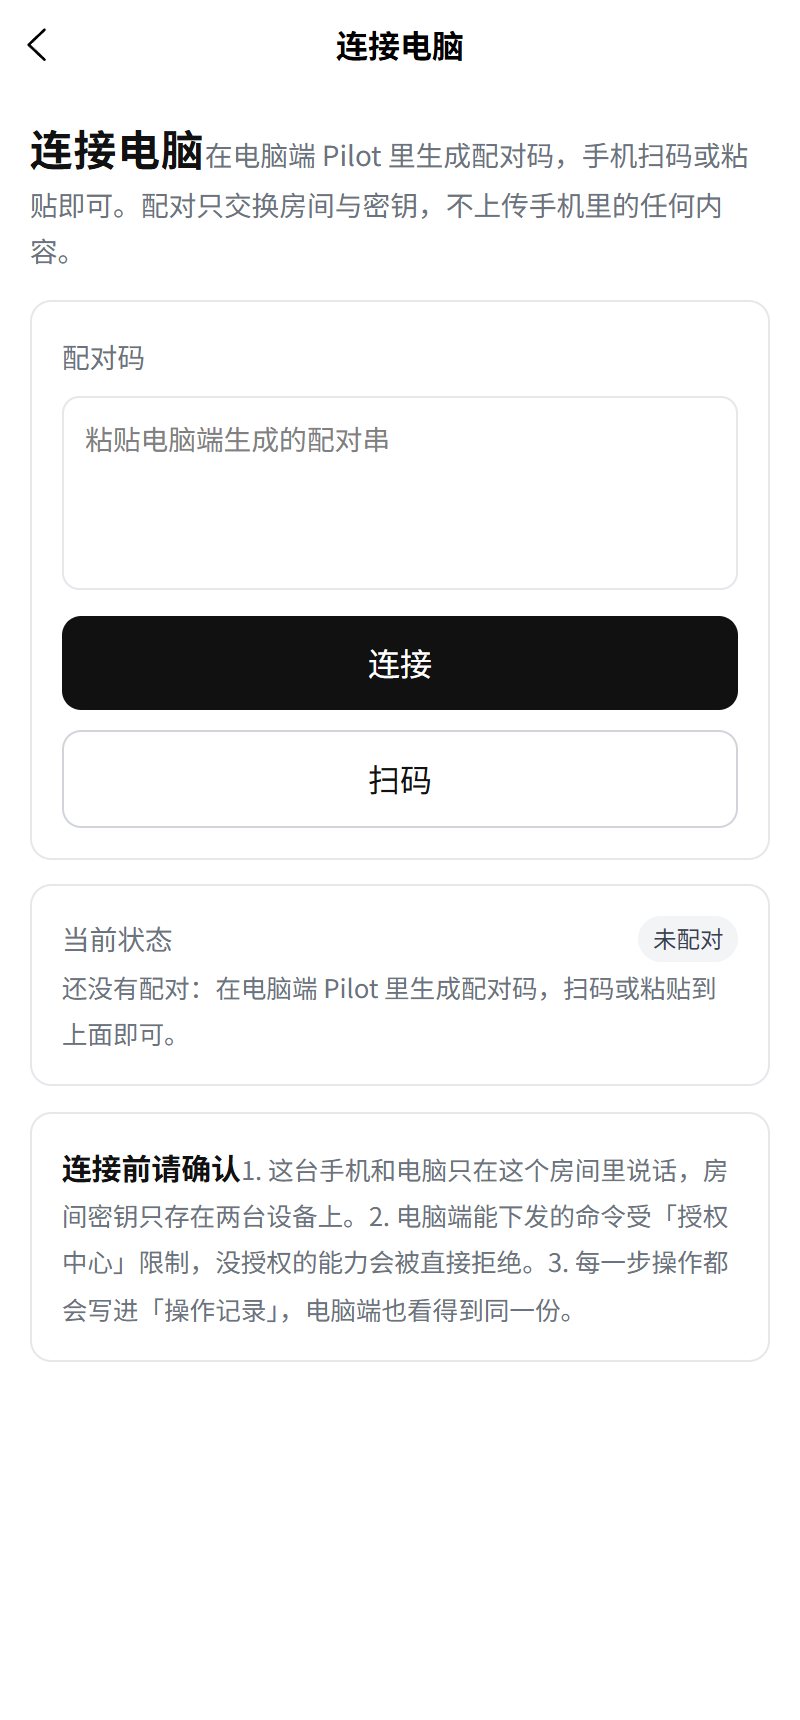 连接电脑
连接电脑在电脑端 Pilot 里生成配对码，手机扫码或粘
贴即可。配对只交换房间与密钥，不上传手机里的任何内
容。
配对码
粘贴电脑端生成的配对串
连接
扫码
当前状态
未配对
还没有配对：在电脑端 Pilot 里生成配对码，扫码或粘贴到
上面即可。
连接前请确认1. 这台手机和电脑只在这个房间里说话，房
间密钥只存在两台设备上。2. 电脑端能下发的命令受「授权
中心」限制，没授权的能力会被直接拒绝。3. 每一步操作都
会写进「操作记录」，电脑端也看得到同一份。